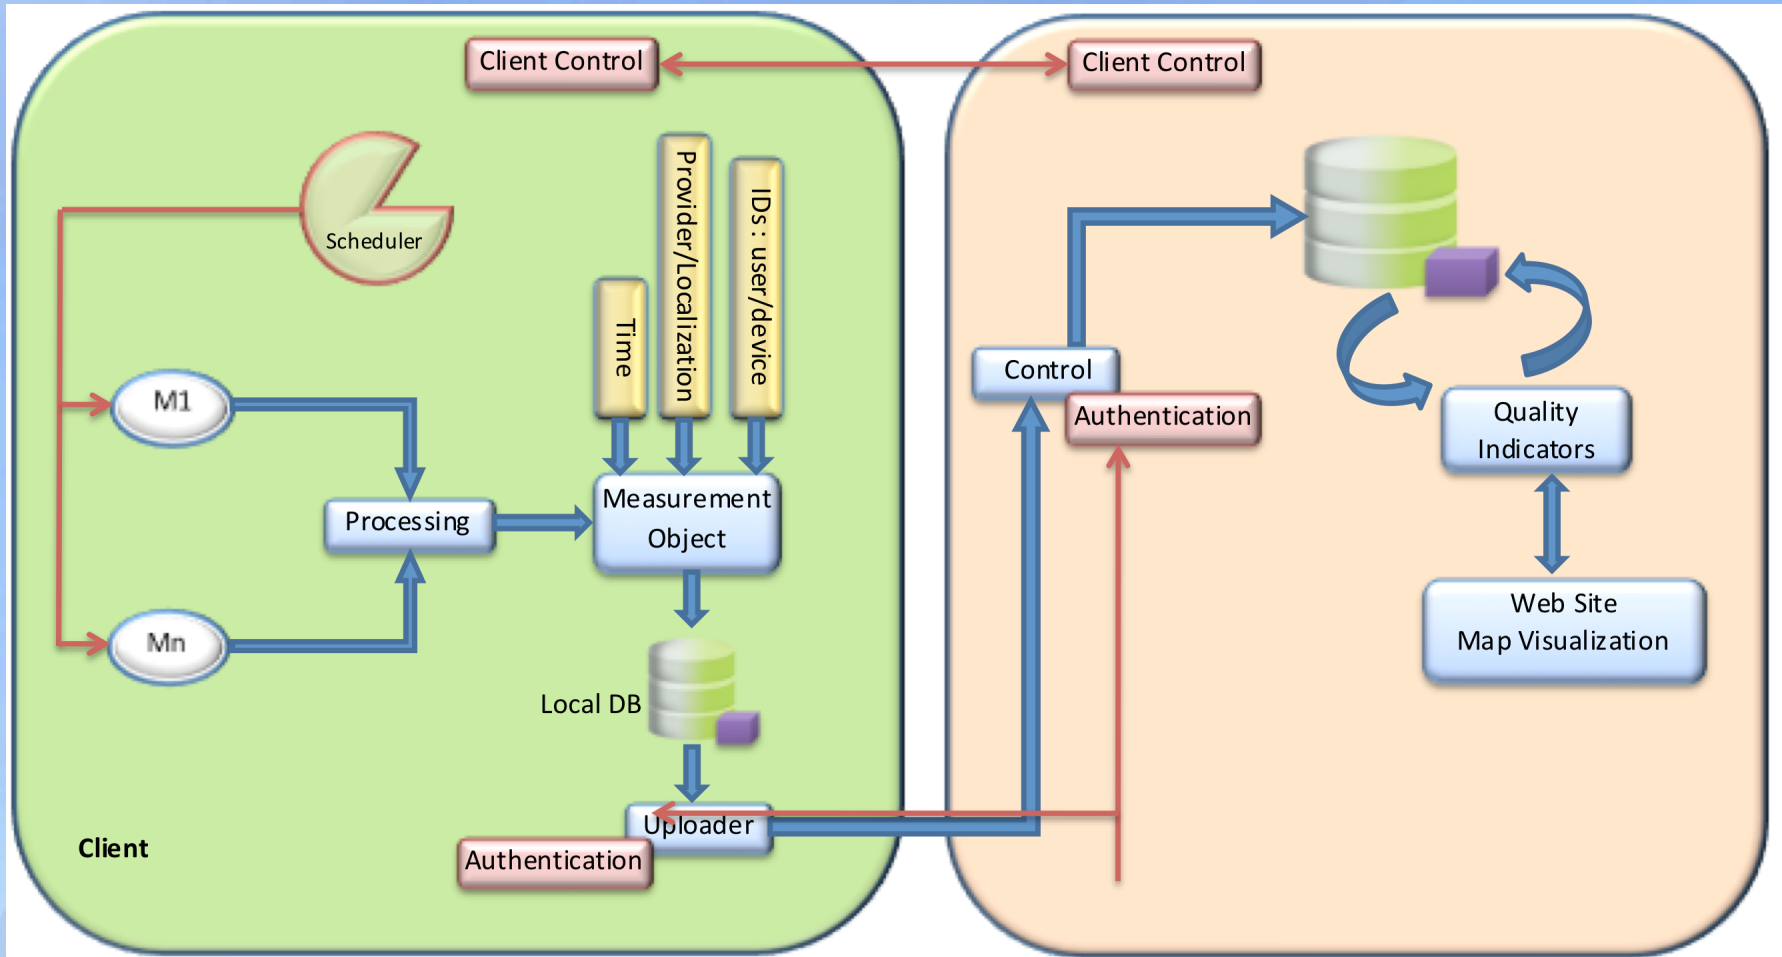 Client Control
Client Control
Scheduler
Time
Provider/Localization
IDs : user/device
M1
Mn
Processing
Measurement
Object
Local DB
Uploader
Authentication
Client
Control
Authentication
Quality
Indicators
Web Site
Map Visualization